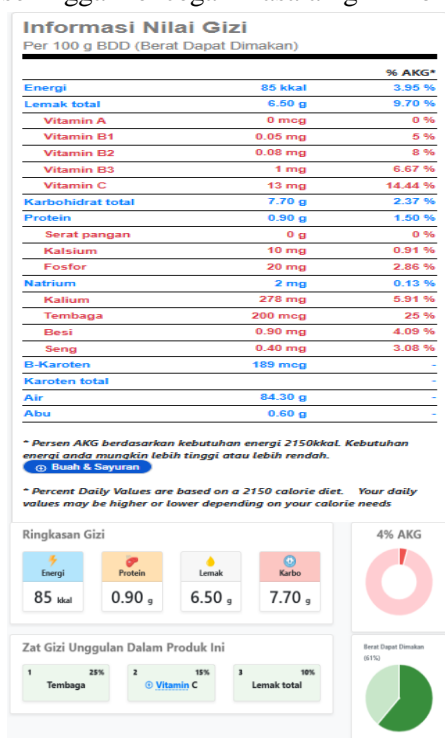 Informasi Nilai Gizi
Per 100 g BDD (Berat Dapat Dimakan)
% AKG*
Energi 85 kkal 3.95 %
Lemak total 6.50 g 9.70 %
Vitamin A 0 mcg 0 %
Vitamin B1 0.05 mg 5 %
Vitamin B2 0.08 mg 8 %
Vitamin B3 1 mg 6.67 %
Vitamin C 13 mg 14.44 %
Karbohidrat total 7.70 g 2.37 %
Protein 0.90 g 1.50 %
Serat pangan 0 g 0 %
Kalsium 10 mg 0.91 %
Fosfor 20 mg 2.86 %
Natrium 2 mg 0.13 %
Kalium 278 mg 5.91 %
Tembaga 200 mcg 25 %
Besi 0.90 mg 4.09 %
Seng 0.40 mg 3.08 %
B-Karoten 189 mcg -
Karoten total -
Air 84.30 g -
Abu 0.60 g -
* Persen AKG berdasarkan kebutuhan energi 2150kkal. Kebutuhan
energi anda mungkin lebih tinggi atau lebih rendah.
Buah & Sayuran
* Percent Daily Values are based on a 2150 calorie diet. Your daily
values may be higher or lower depending on your calorie needs
Ringkasan Gizi
Energi Protein Lemak Karbo
85 kkal 0.90 g 6.50 g 7.70 g
4% AKG
Zat Gizi Unggulan Dalam Produk Ini
1 25% 2 15% 3 10%
Tembaga Vitamin C Lemak total
Berat Dapat Dimakan
(61%)